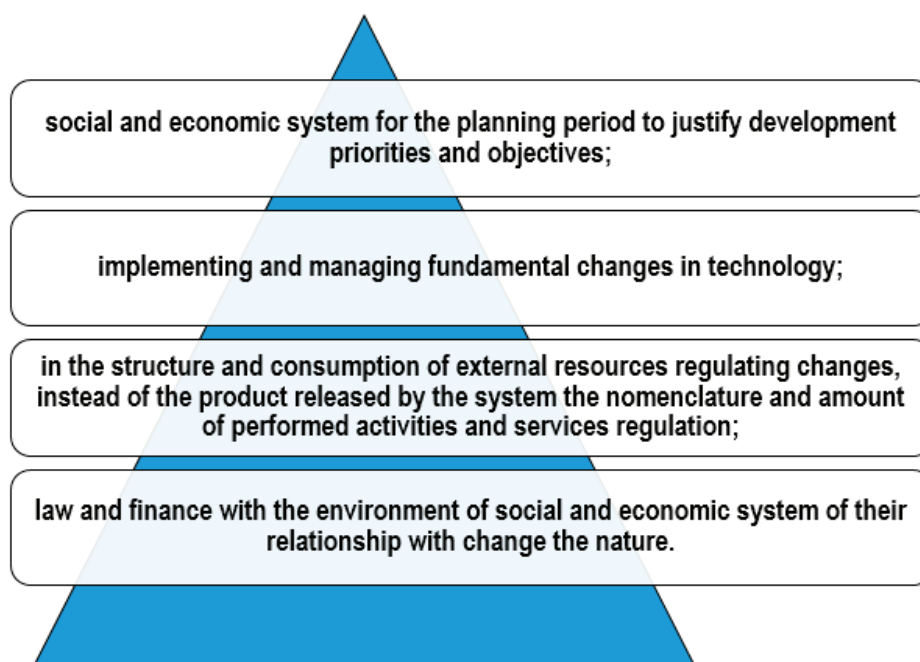 social and economic system for the planning period to justify development
priorities and objectives;
implementing and managing fundamental changes in technology;
in the structure and consumption of external resources regulating changes,
instead of the product released by the system the nomenclature and amount
of performed activities and services regulation;
law and finance with the environment of social and economic system of their
relationship with change the nature.